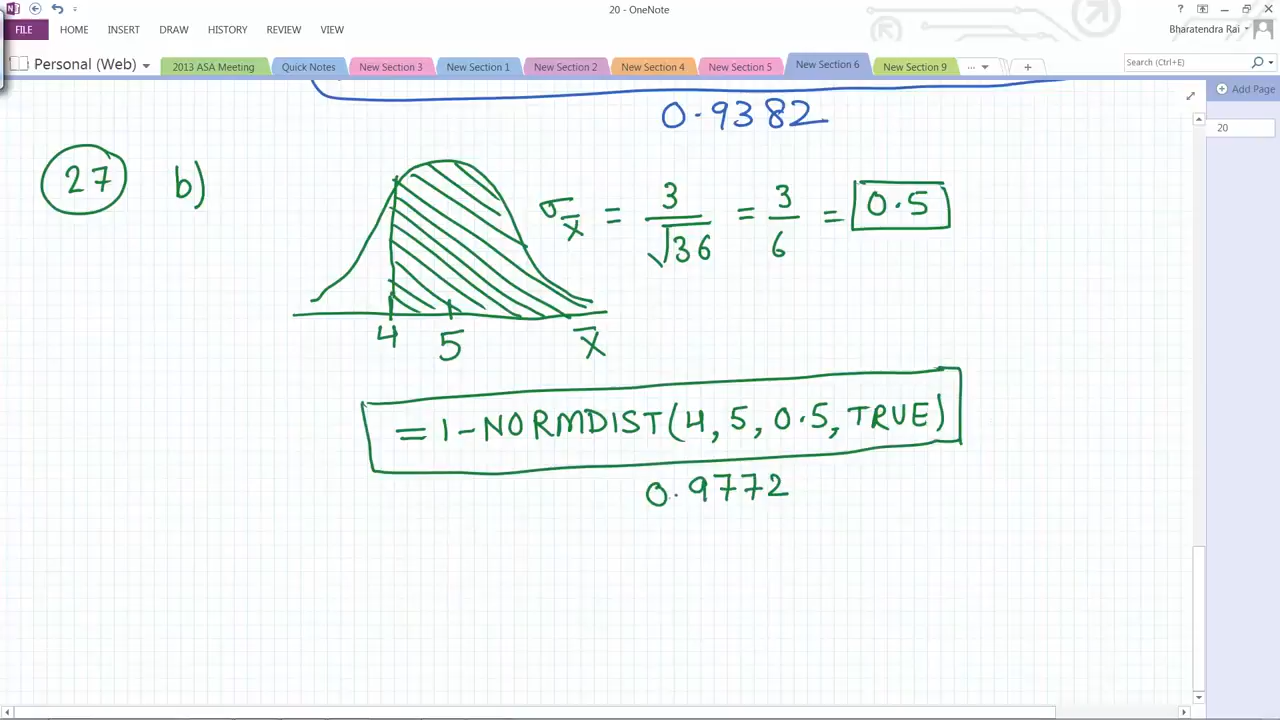 20 - OneNote
?
FILE HOME INSERT DRAW HISTORY REVIEW VIEW
Bharatendra Rai
Personal (Web) 2013 ASA Meeting Quick Notes New Section 3 New Section 1 New Section 2 New Section 4 New Section 5 New Section 6 New Section 9 ... +
Search (Ctrl+E)
Add Page
20
0.9382
27 b)
σx̄ = 3/√36 = 3/6 = 0.5
4 5 x̄
= 1-NORMDIST(4, 5, 0.5, TRUE)
0.9772